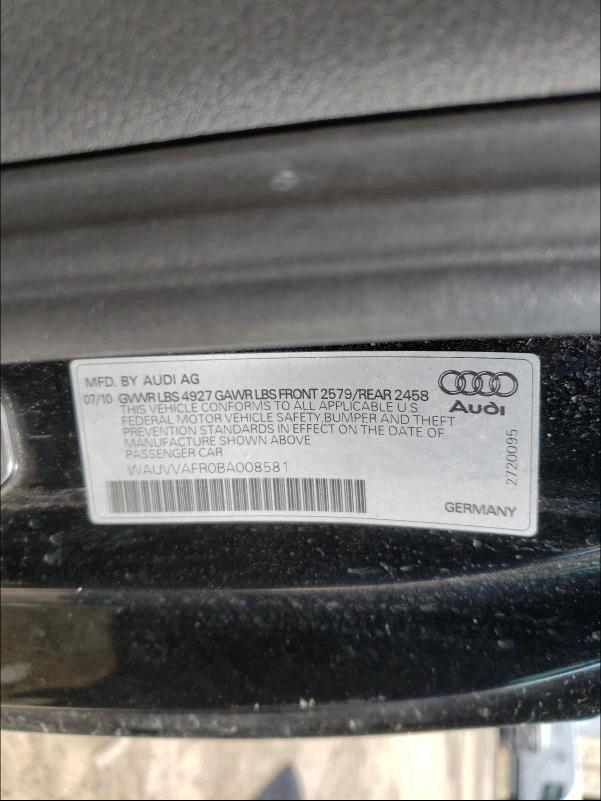 MFD. BY AUDI AG
07/10 GVWR LBS 4927 GAWR LBS FRONT 2579/REAR 2458
THIS VEHICLE CONFORMS TO ALL APPLICABLE U.S
FEDERAL MOTOR VEHICLE SAFETY,BUMPER AND THEFT
PREVENTION STANDARDS IN EFFECT ON THE DATE OF
MANUFACTURE SHOWN ABOVE
PASSENGER CAR
WAUVVAFR0BA008581
Audi
2720095
GERMANY